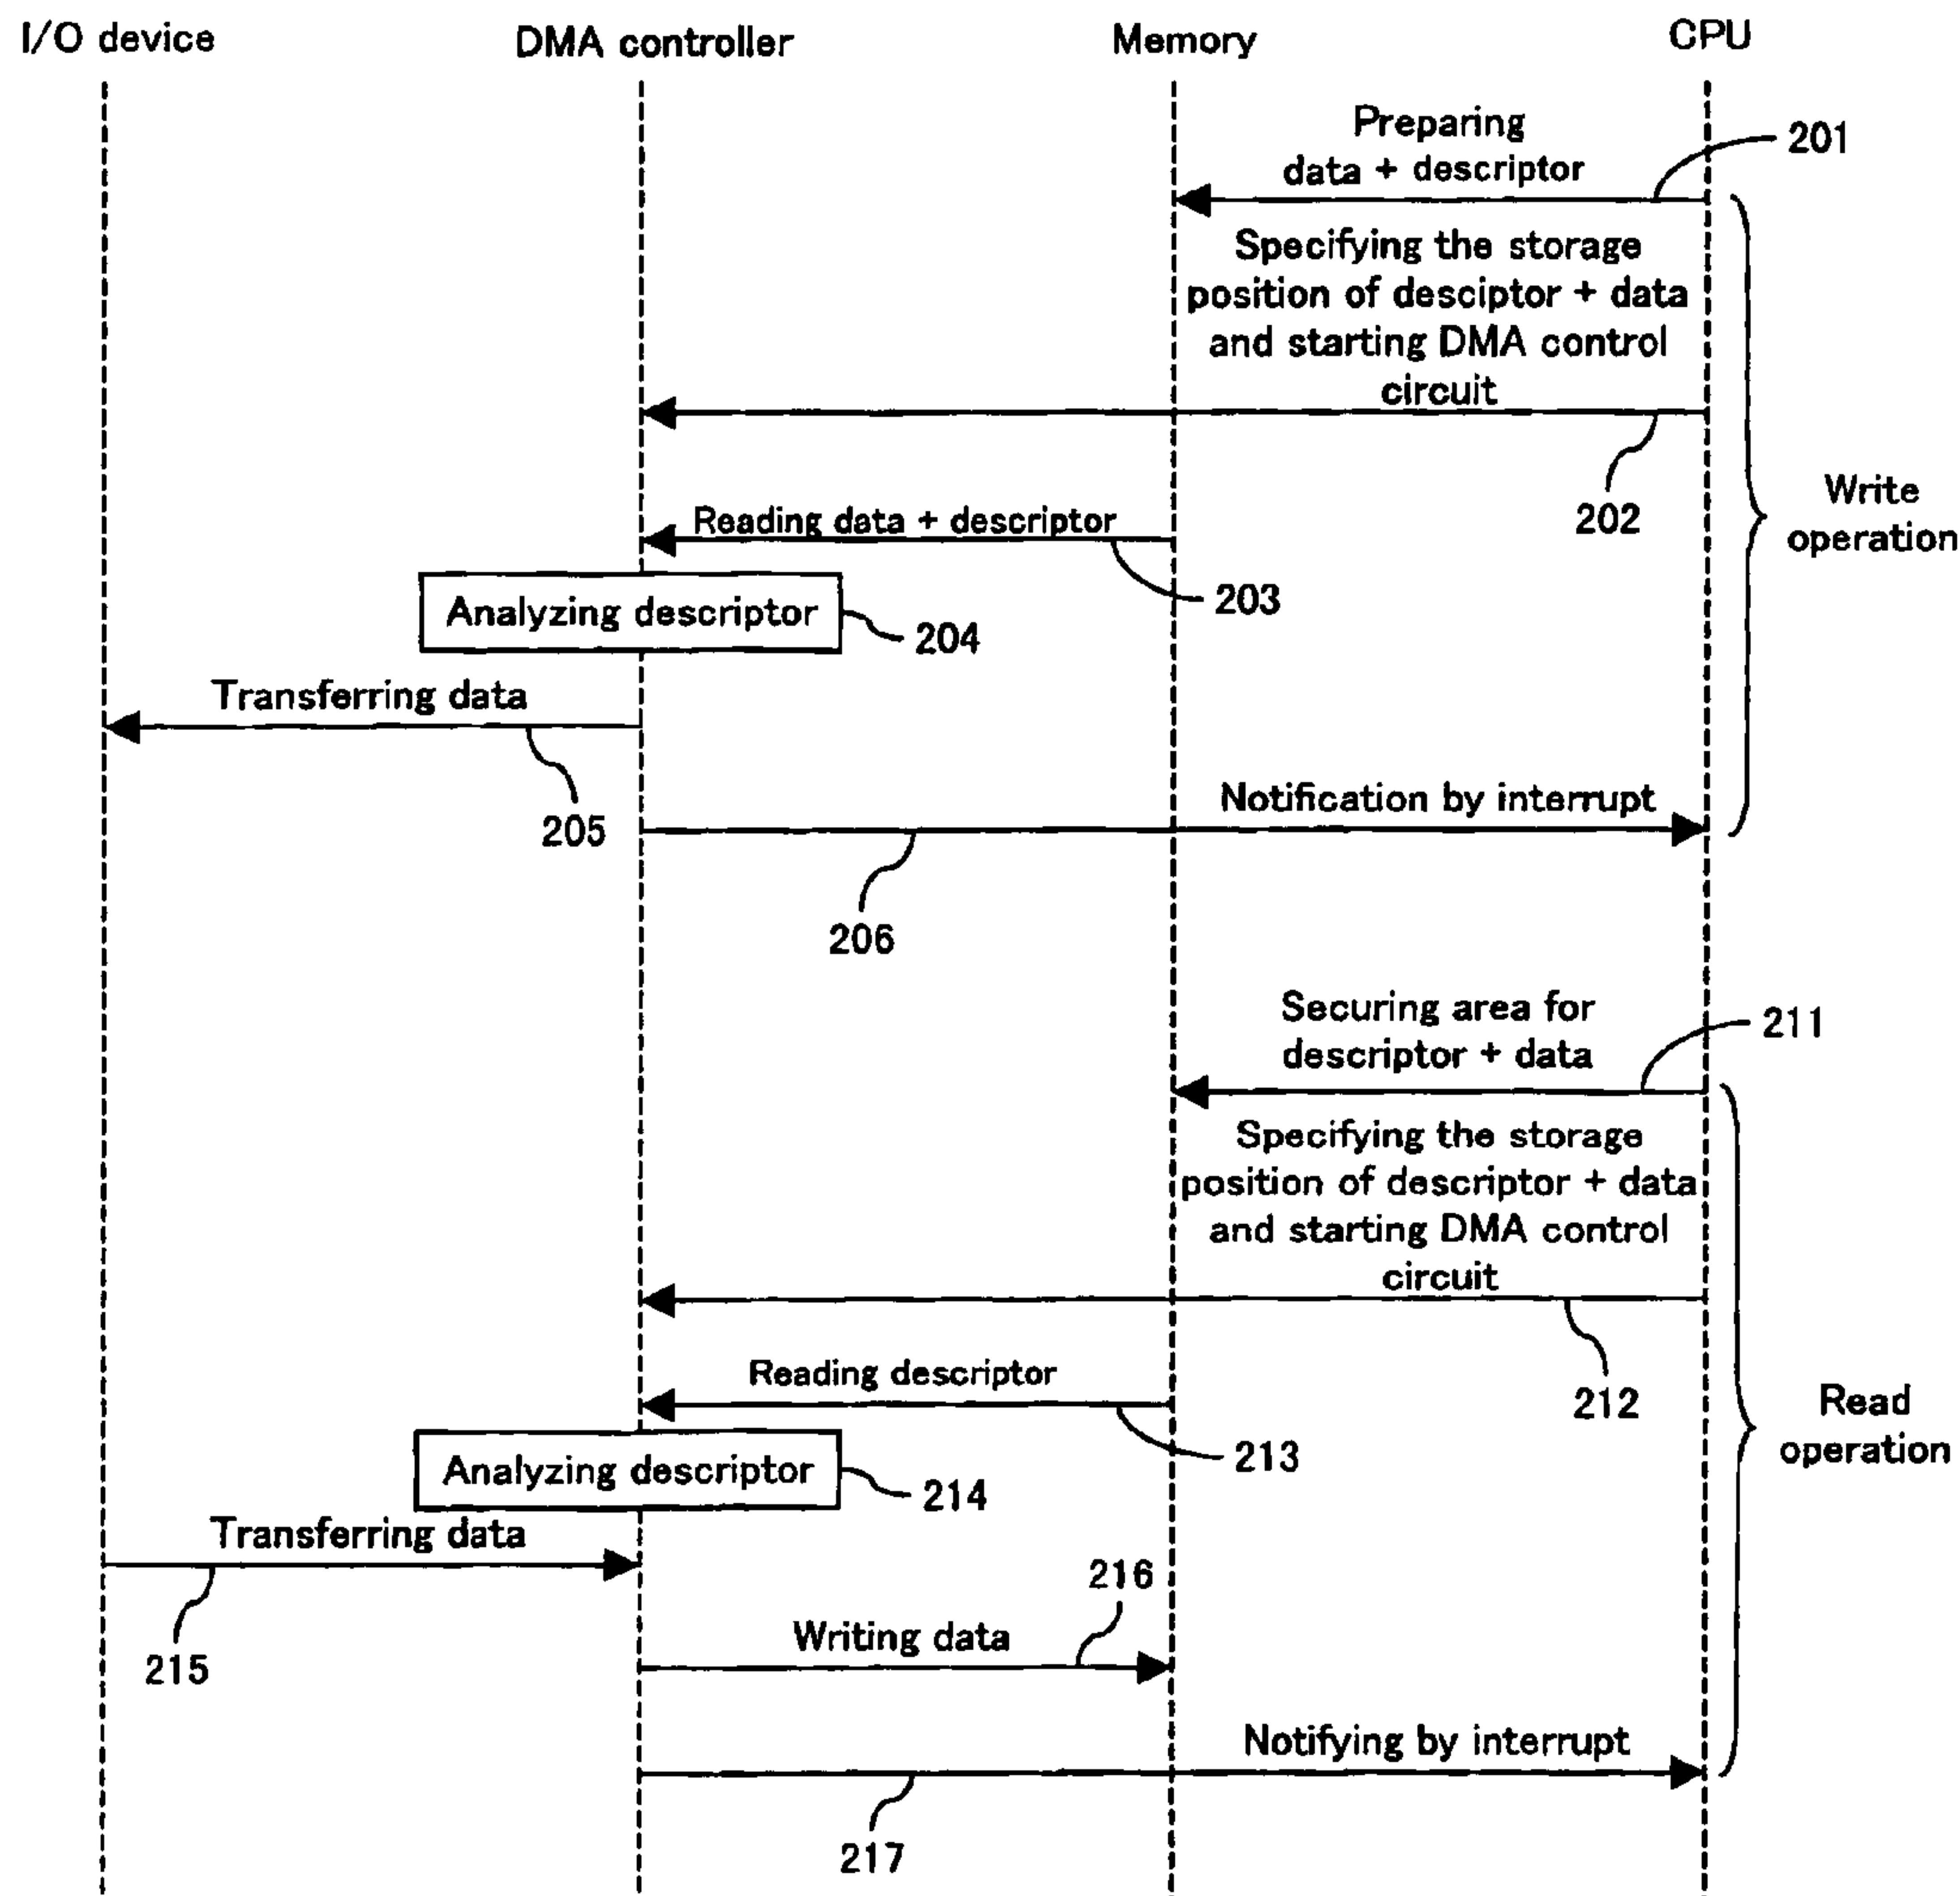 I/O device
DMA controller
Memory
CPU
Preparing
data + descriptor
201
Specifying the storage
position of desciptor + data
and starting DMA control
circuit
202
Write
operation
Reading data + descriptor
203
Analyzing descriptor
204
Transferring data
205
Notification by interrupt
206
Securing area for
descriptor + data
211
Specifying the storage
position of descriptor + data
and starting DMA control
circuit
212
Read
operation
Reading descriptor
213
Analyzing descriptor
214
Transferring data
215
216
Writing data
Notifying by interrupt
217